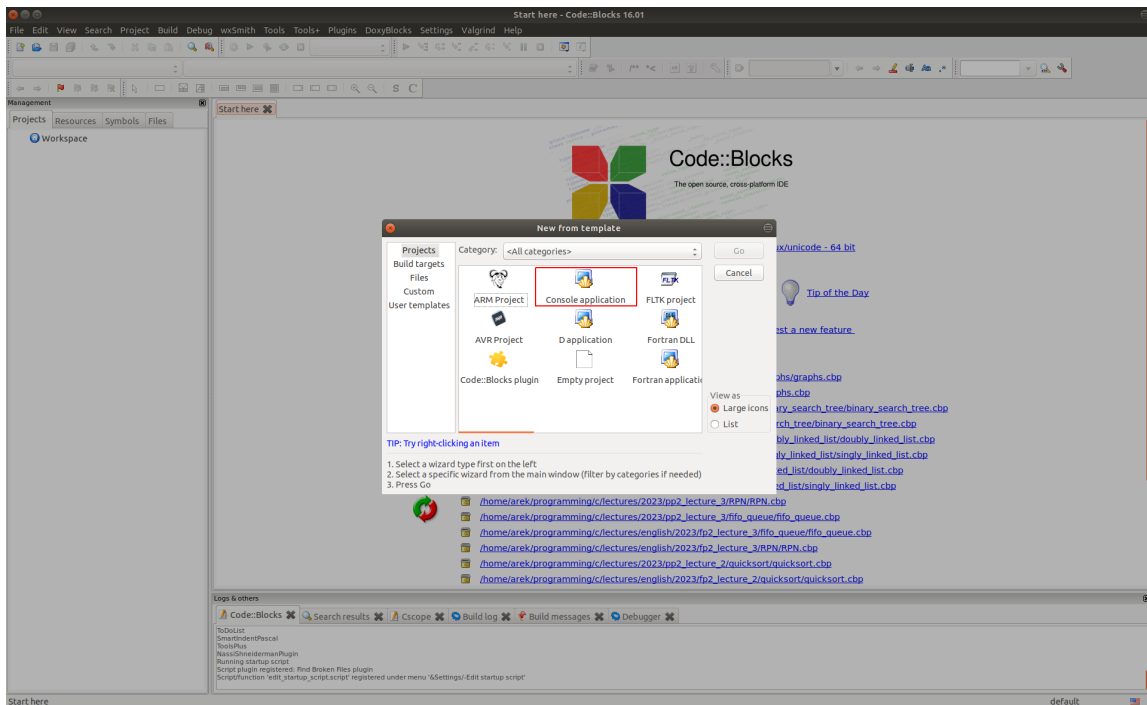 Start here - Code::Blocks 16.01
File Edit View Search Project Build Debug wxSmith Tools Tools+ Plugins DoxyBlocks Settings Valgrind Help
Management
Projects Resources Symbols Files
Workspace
Start here
Code::Blocks
The open source, cross-platform IDE
ux/unicode - 64 bit
Tip of the Day
est a new feature
phs/graphs.cbp
phs.cbp
ry_search_tree/binary_search_tree.cbp
rch_tree/binary_search_tree.cbp
bly_linked_list/doubly_linked_list.cbp
ly_linked_list/singly_linked_list.cbp
ed_list/doubly_linked_list.cbp
ed_list/singly_linked_list.cbp
/home/arek/programming/c/lectures/2023/pp2_lecture_3/RPN/RPN.cbp
/home/arek/programming/c/lectures/2023/pp2_lecture_3/fifo_queue/fifo_queue.cbp
/home/arek/programming/c/lectures/english/2023/fp2_lecture_3/fifo_queue/fifo_queue.cbp
/home/arek/programming/c/lectures/english/2023/fp2_lecture_3/RPN/RPN.cbp
/home/arek/programming/c/lectures/2023/pp2_lecture_2/quicksort/quicksort.cbp
/home/arek/programming/c/lectures/english/2023/fp2_lecture_2/quicksort/quicksort.cbp
New from template
Projects
Build targets
Files
Custom
User templates
Category: <All categories>
Go
Cancel
ARM Project Console application FLTK project
AVR Project D application Fortran DLL
Code::Blocks plugin Empty project Fortran applicatio
View as
Large icons
List
TIP: Try right-clicking an item
1. Select a wizard type first on the left
2. Select a specific wizard from the main window (filter by categories if needed)
3. Press Go
Logs & others
Code::Blocks Search results Cscope Build log Build messages Debugger
ToDoList
SmartIndentPascal
ToolsPlus
NassiShneidermanPlugin
Running startup script
Script plugin registered: Find Broken Files plugin
Script/function 'edit_startup_script.script' registered under menu '&Settings/-Edit startup script'
Start here
default